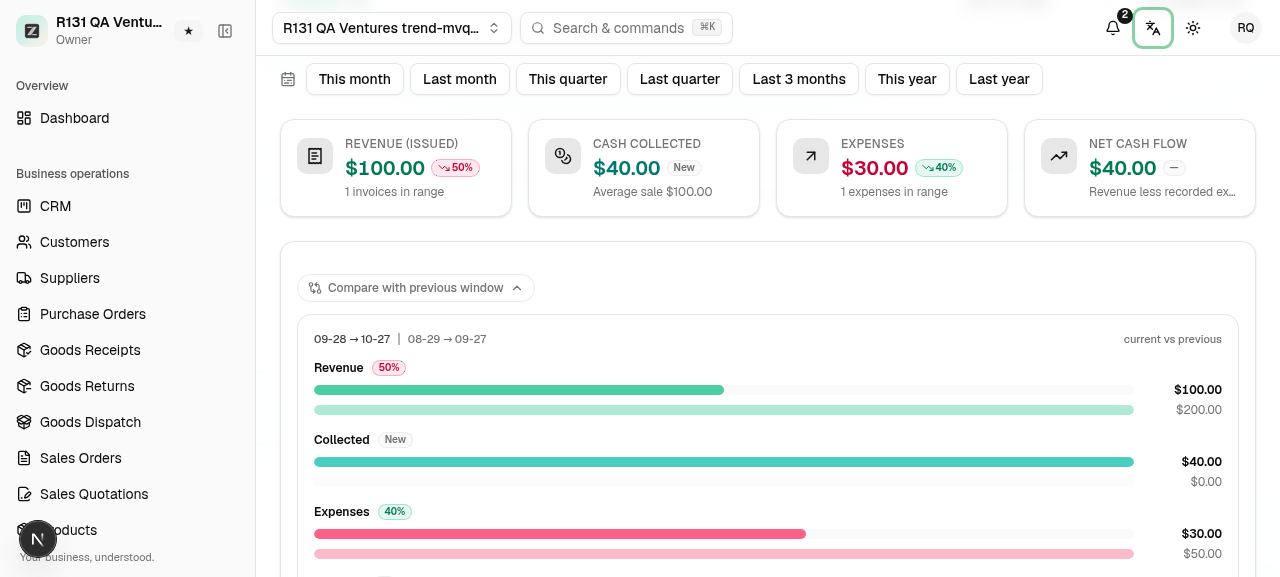 R131 QA Ventu...
Owner
R131 QA Ventures trend-mvq...
Search & commands
⌘K
2
RQ
Overview
Dashboard
Business operations
CRM
Customers
Suppliers
Purchase Orders
Goods Receipts
Goods Returns
Goods Dispatch
Sales Orders
Sales Quotations
N
Your business, understood.
This month
Last month
This quarter
Last quarter
Last 3 months
This year
Last year
REVENUE (ISSUED)
$100.00 50%
1 invoices in range
CASH COLLECTED
$40.00 New
Average sale $100.00
EXPENSES
$30.00 40%
1 expenses in range
NET CASH FLOW
$40.00 —
Revenue less recorded ex...
Compare with previous window
09-28 → 10-27 | 08-29 → 09-27
current vs previous
Revenue 50%
$100.00
$200.00
Collected New
$40.00
$0.00
Expenses 40%
$30.00
$50.00